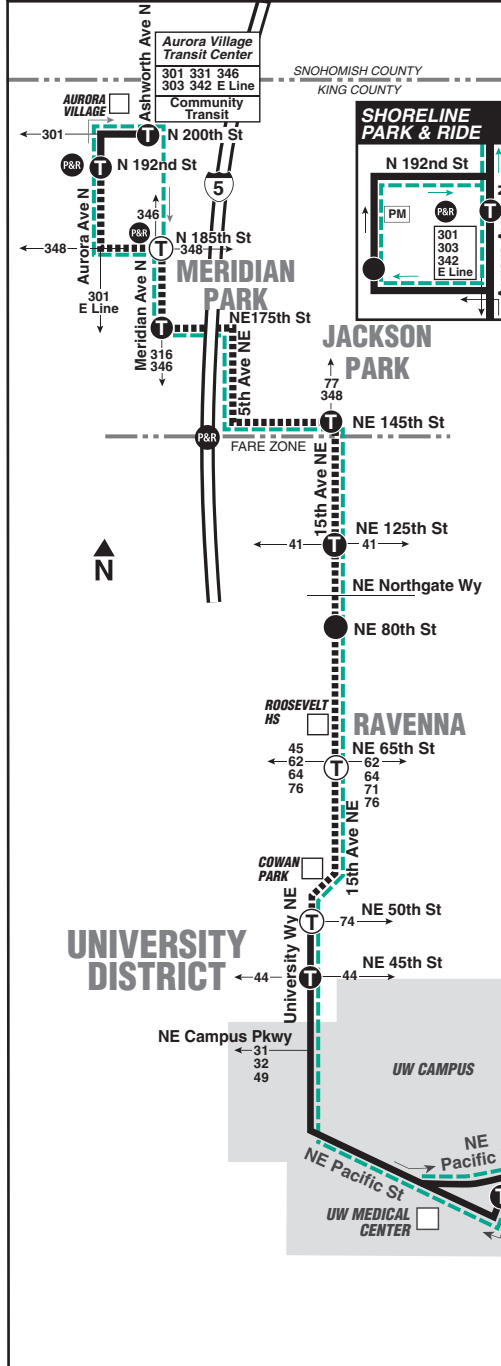 Ashworth Ave N
Aurora Village
Transit Center
301 331 346
303 342 E Line
Community
Transit
SNOHOMISH COUNTY
KING COUNTY
AURORA
VILLAGE
301
T
N 200th St
P&R
T
N 192nd St
5
346
P&R
348
T
N 185th St
348
Aurora Ave N
301
E Line
MERIDIAN
PARK
Meridian Ave N
T
NE175th St
316
346
5th Ave NE
SHORELINE
PARK & RIDE
N 192nd St
PM
P&R
T
301
303
342
E Line
JACKSON
PARK
77
348
T
NE 145th St
P&R
FARE ZONE
15th Ave NE
NE 125th St
41
T
41
N
NE Northgate Wy
NE 80th St
ROOSEVELT
HS
RAVENNA
NE 65th St
45
62
64
76
T
62
64
71
76
15th Ave NE
COWAN
PARK
University Wy NE
NE 50th St
T
74
UNIVERSITY
DISTRICT
NE 45th St
44
T
44
NE Campus Pkwy
31
32
49
UW CAMPUS
NE
Pacific
NE Pacific St
T
UW MEDICAL
CENTER